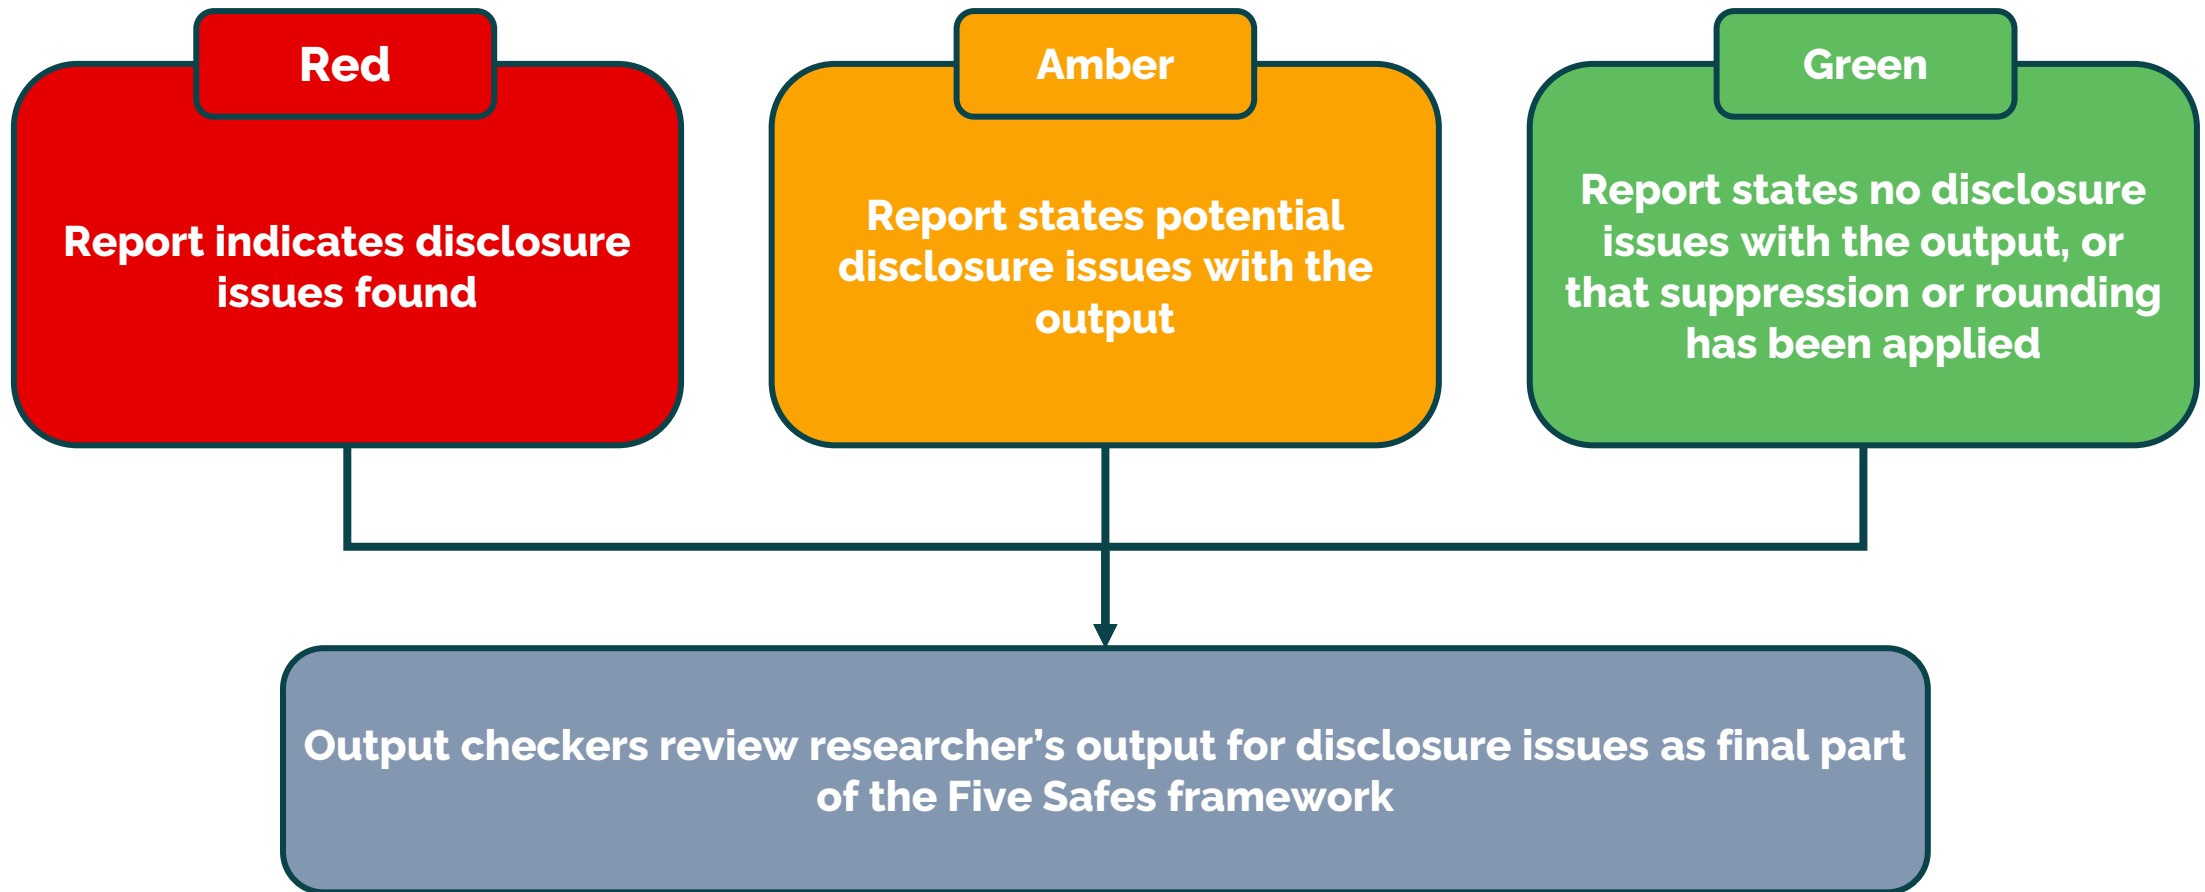 Red
Report indicates disclosure
issues found
Amber
Report states potential
disclosure issues with the
output
Green
Report states no disclosure
issues with the output, or
that suppression or rounding
has been applied
Output checkers review researcher’s output for disclosure issues as final part
of the Five Safes framework